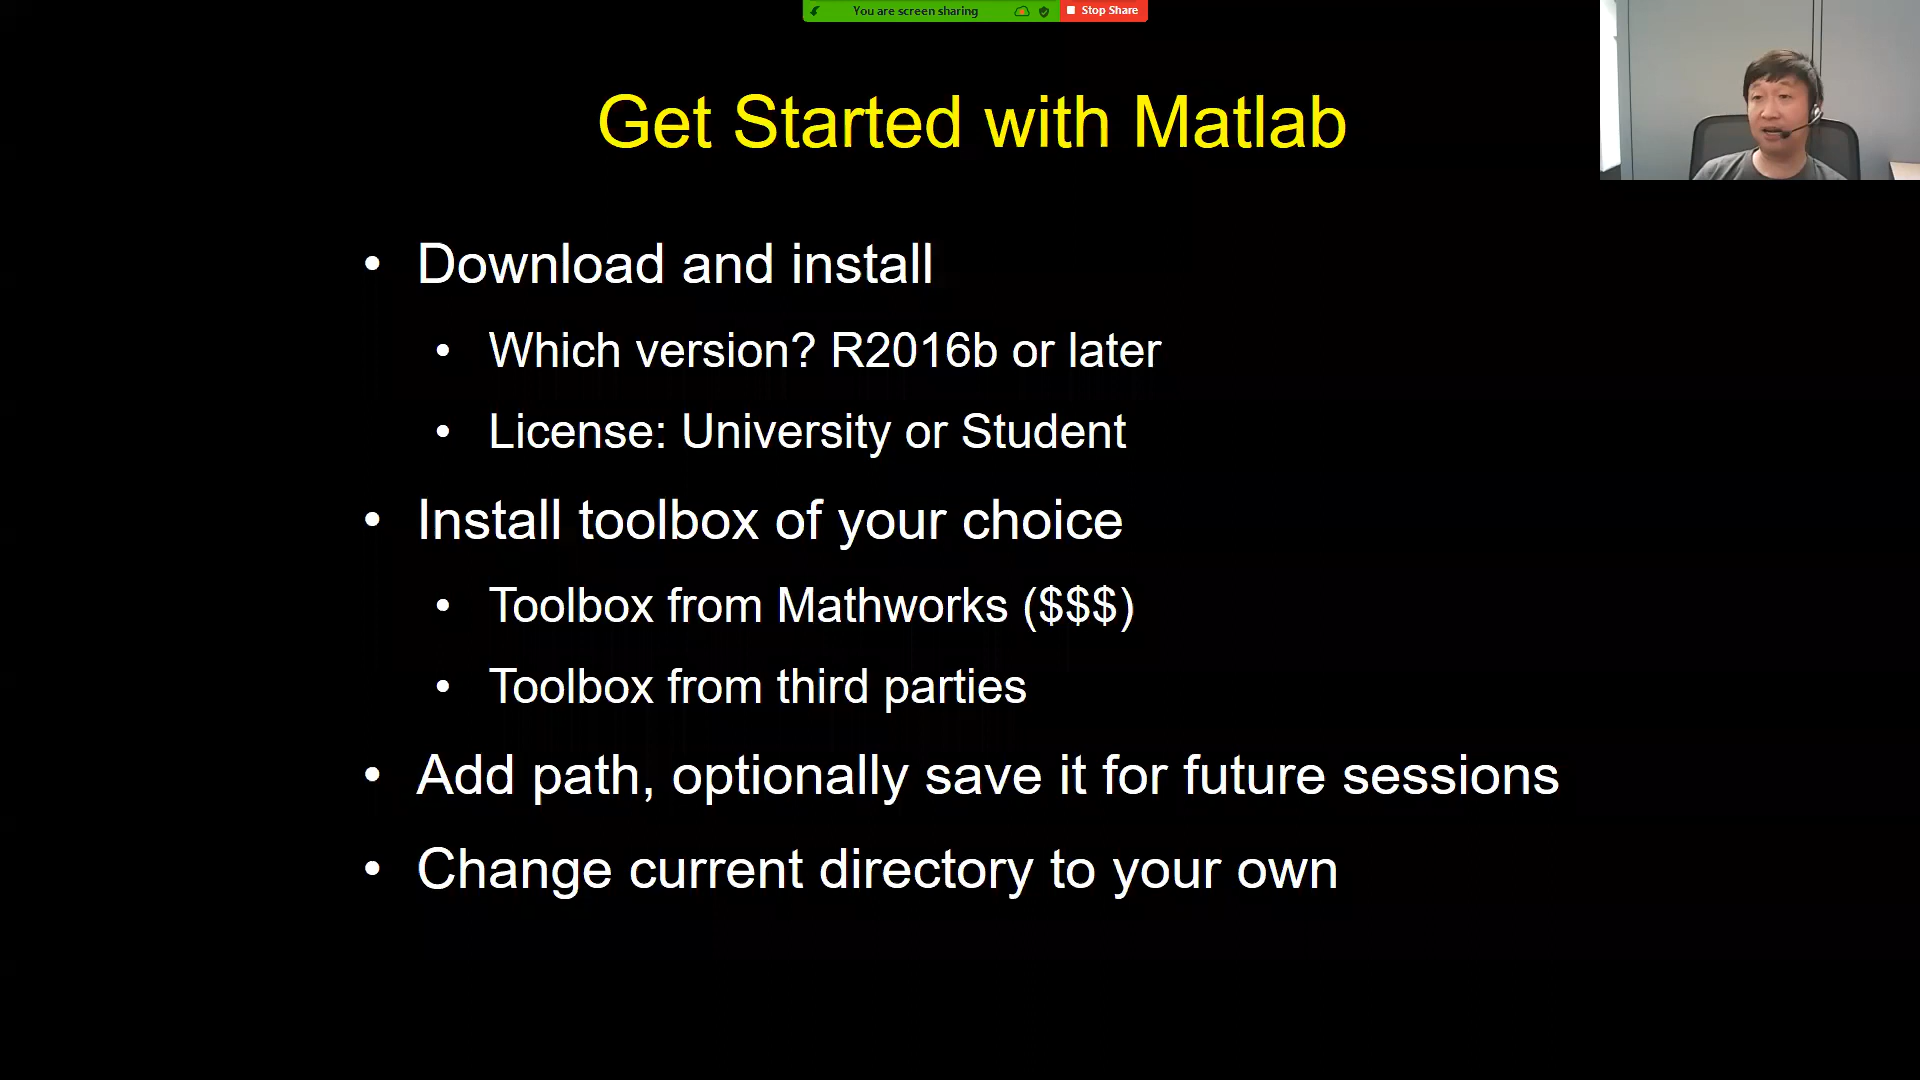 You are screen sharing
Stop Share
Get Started with Matlab
• Download and install
• Which version? R2016b or later
• License: University or Student
• Install toolbox of your choice
• Toolbox from Mathworks ($$$)
• Toolbox from third parties
• Add path, optionally save it for future sessions
• Change current directory to your own